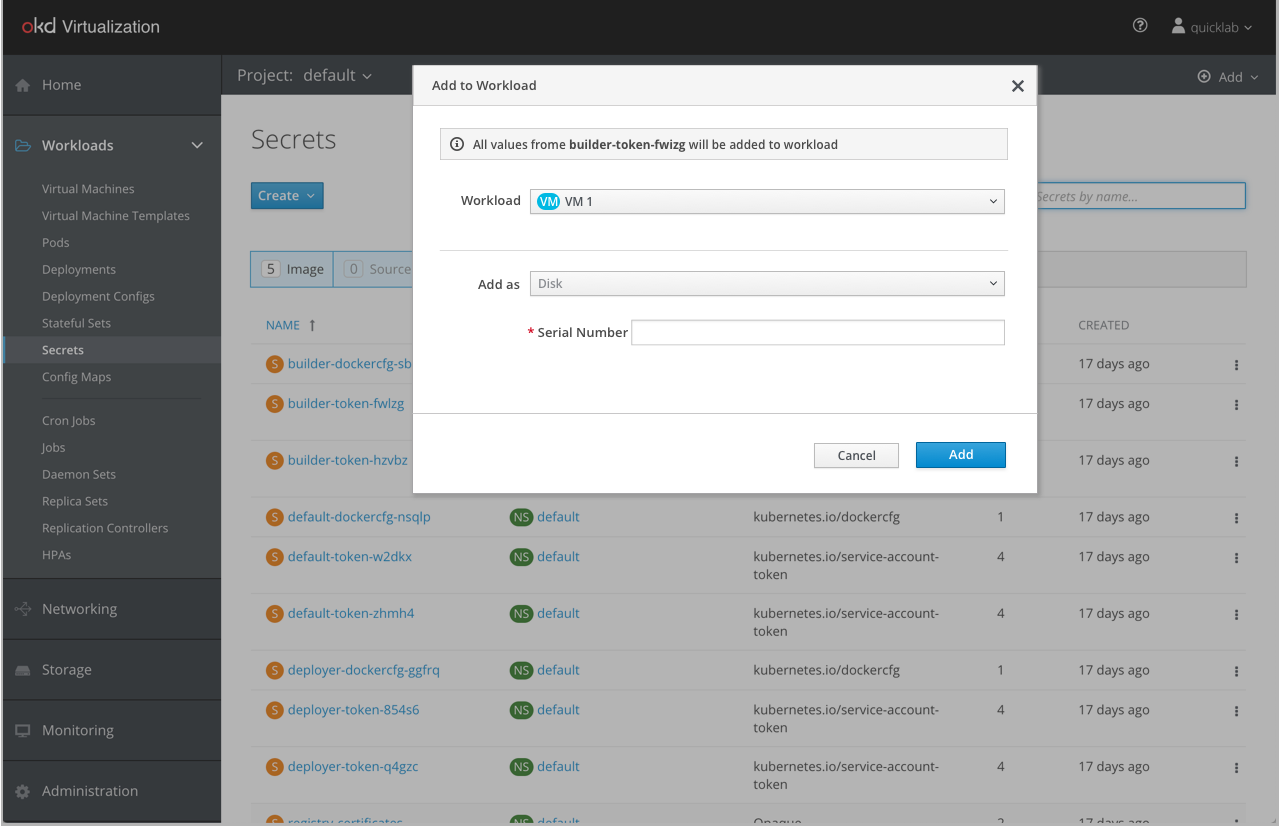 okd Virtualization
quicklab
Project: default
Add
Home
Workloads
Virtual Machines
Virtual Machine Templates
Pods
Deployments
Deployment Configs
Stateful Sets
Secrets
Config Maps
Cron Jobs
Jobs
Daemon Sets
Replica Sets
Replication Controllers
HPAs
Networking
Storage
Monitoring
Administration
Secrets
Create
Secrets by name...
5 Image 0 Source
NAME ↑ CREATED
S builder-dockercfg-sb 17 days ago
S builder-token-fwlzg 17 days ago
S builder-token-hzvbz 17 days ago
S default-dockercfg-nsqlp NS default kubernetes.io/dockercfg 1 17 days ago
S default-token-w2dkx NS default kubernetes.io/service-account- 4 17 days ago
token
S default-token-zhmh4 NS default kubernetes.io/service-account- 4 17 days ago
token
S deployer-dockercfg-ggfrq NS default kubernetes.io/dockercfg 1 17 days ago
S deployer-token-854s6 NS default kubernetes.io/service-account- 4 17 days ago
token
S deployer-token-q4gzc NS default kubernetes.io/service-account- 4 17 days ago
token
registry-certificates NS default Opaque 17 days ago
Add to Workload
All values frome builder-token-fwizg will be added to workload
Workload VM VM 1
Add as Disk
* Serial Number
Cancel Add